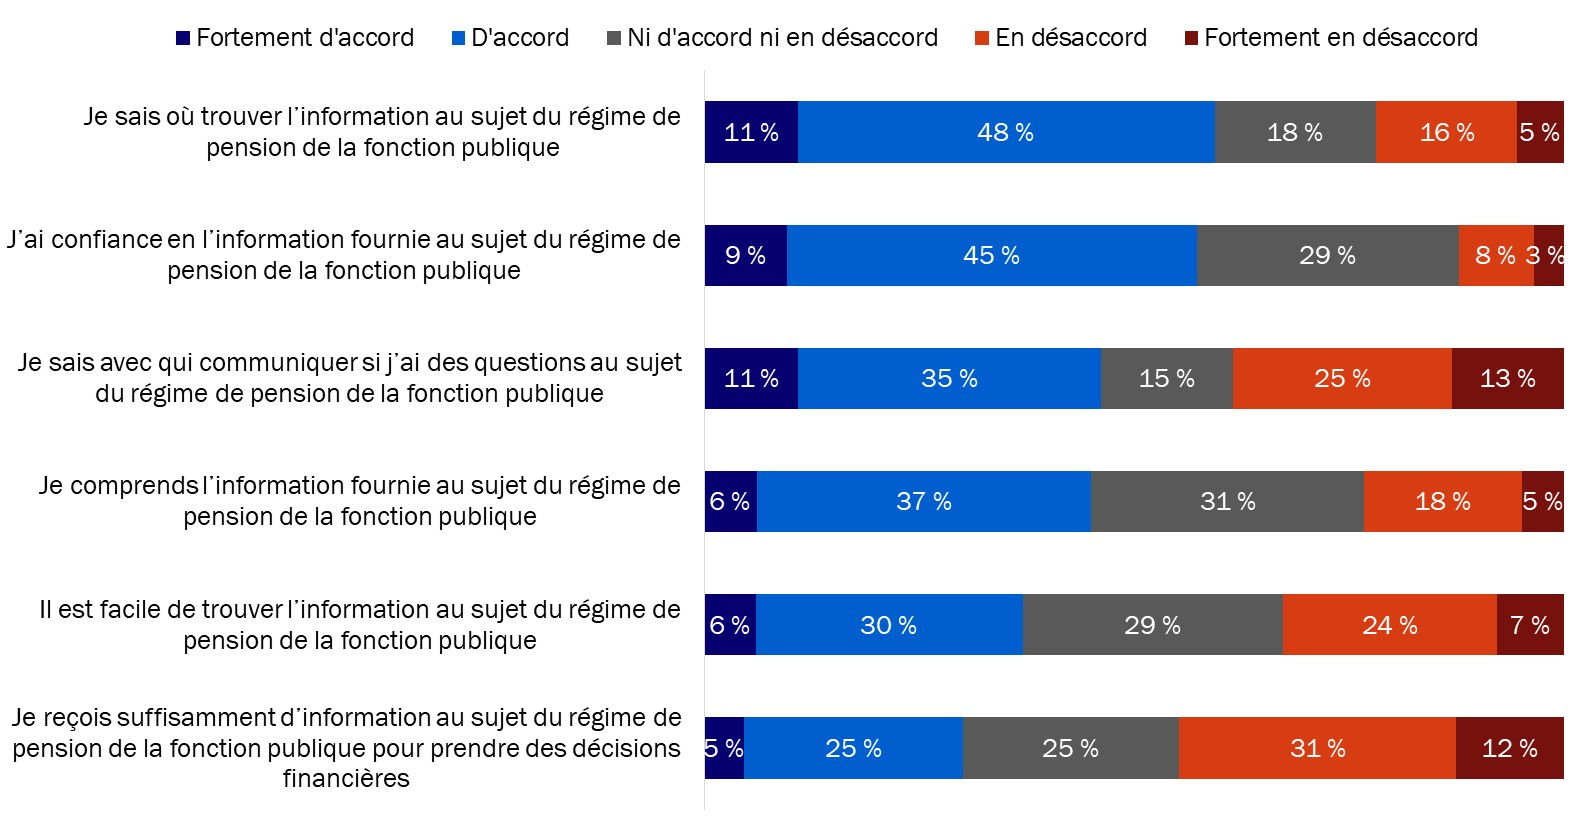 Fortement d'accord D'accord Ni d'accord ni en désaccord En désaccord Fortement en désaccord
Je sais où trouver l’information au sujet du régime de
pension de la fonction publique
11 % 48 % 18 % 16 % 5 %
J’ai confiance en l’information fournie au sujet du régime de
pension de la fonction publique
9 % 45 % 29 % 8 % 3 %
Je sais avec qui communiquer si j’ai des questions au sujet
du régime de pension de la fonction publique
11 % 35 % 15 % 25 % 13 %
Je comprends l’information fournie au sujet du régime de
pension de la fonction publique
6 % 37 % 31 % 18 % 5 %
Il est facile de trouver l’information au sujet du régime de
pension de la fonction publique
6 % 30 % 29 % 24 % 7 %
Je reçois suffisamment d’information au sujet du régime de
pension de la fonction publique pour prendre des décisions
financières
5 % 25 % 25 % 31 % 12 %